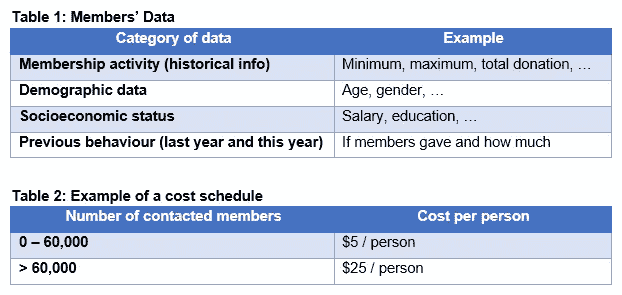 Table 1: Members' Data
Category of data Example
Membership activity (historical info) Minimum, maximum, total donation, …
Demographic data Age, gender, …
Socioeconomic status Salary, education, …
Previous behaviour (last year and this year) If members gave and how much
Table 2: Example of a cost schedule
Number of contacted members Cost per person
0 – 60,000 $5 / person
> 60,000 $25 / person